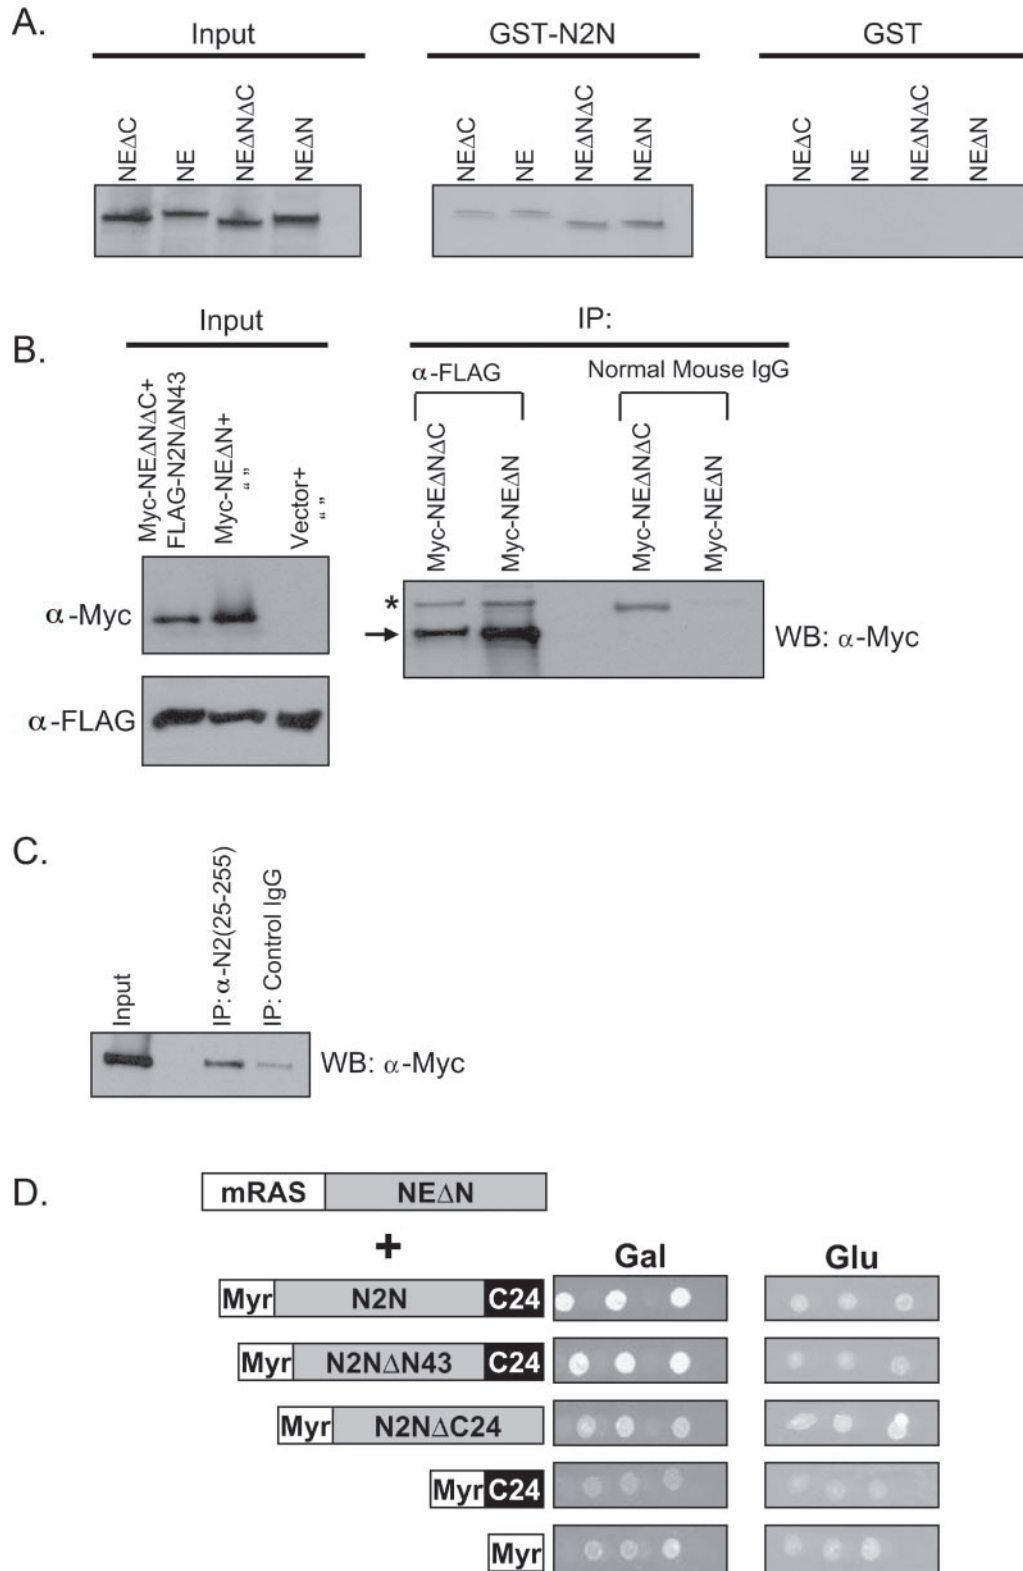 A.
Input
GST-N2N
GST
NEΔC
NE
NEΔNΔC
NEΔN
NEΔC
NE
NEΔNΔC
NEΔN
NEΔC
NE
NEΔNΔC
NEΔN
B.
Input
IP:
α-FLAG
Normal Mouse IgG
Myc-NEΔNΔC+
FLAG-N2NΔN43
Myc-NEΔN+
“ ”
Vector+
“ ”
Myc-NEΔNΔC
Myc-NEΔN
Myc-NEΔNΔC
Myc-NEΔN
α-Myc
*
WB: α-Myc
α-FLAG
C.
Input
IP: α-N2(25-255)
IP: Control IgG
WB: α-Myc
D.
mRAS NEΔN
+
Gal
Glu
Myr N2N C24
Myr N2NΔN43 C24
Myr N2NΔC24
Myr C24
Myr